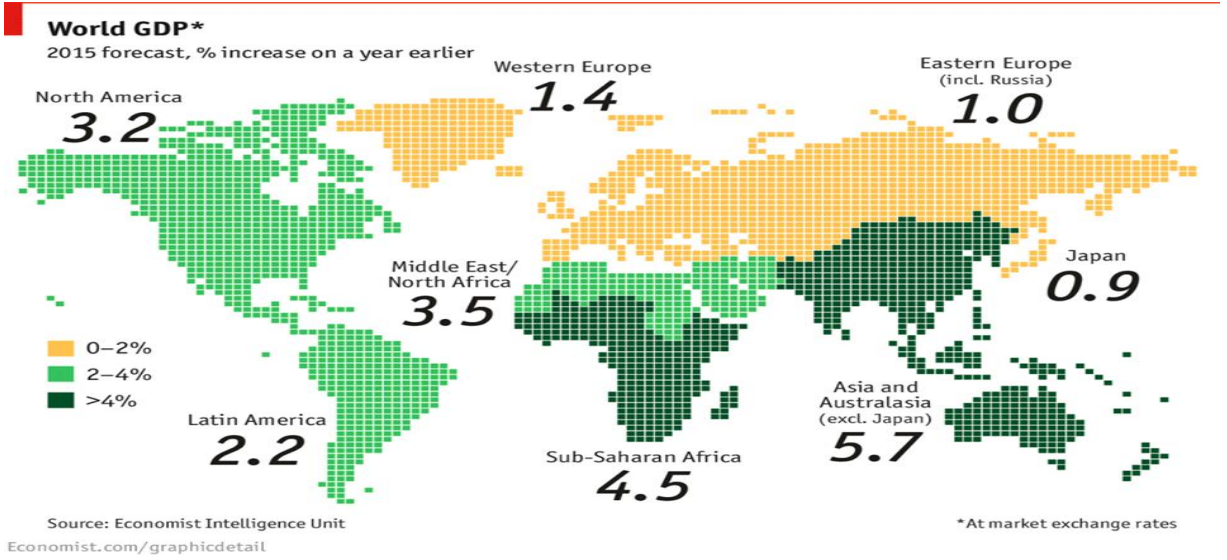 World GDP*
2015 forecast, % increase on a year earlier
North America
3.2
Western Europe
1.4
Eastern Europe
(incl. Russia)
1.0
Middle East/
North Africa
3.5
Japan
0.9
0–2%
2–4%
>4%
Latin America
2.2
Sub-Saharan Africa
4.5
Asia and
Australasia
(excl. Japan)
5.7
Source: Economist Intelligence Unit
*At market exchange rates
Economist.com/graphicdetail